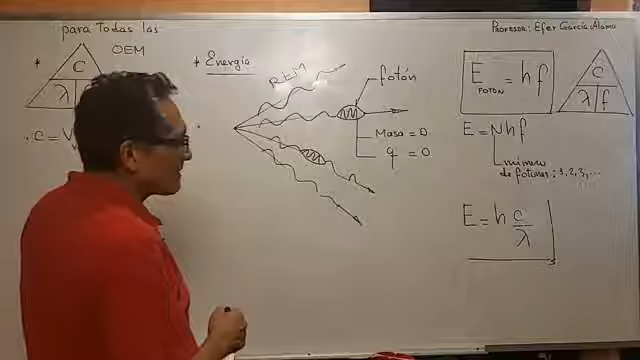 para Todas las
OEM
PROFESOR: EFER GARCÍA ALAMO
*
C
λ
* Energía
REM
fotón
Masa = 0
q = 0
E = hf
FOTON
C
λ f
E = Nhf
número
de fotones: 1, 2, 3, ...
E = h c/λ
∴ C = V